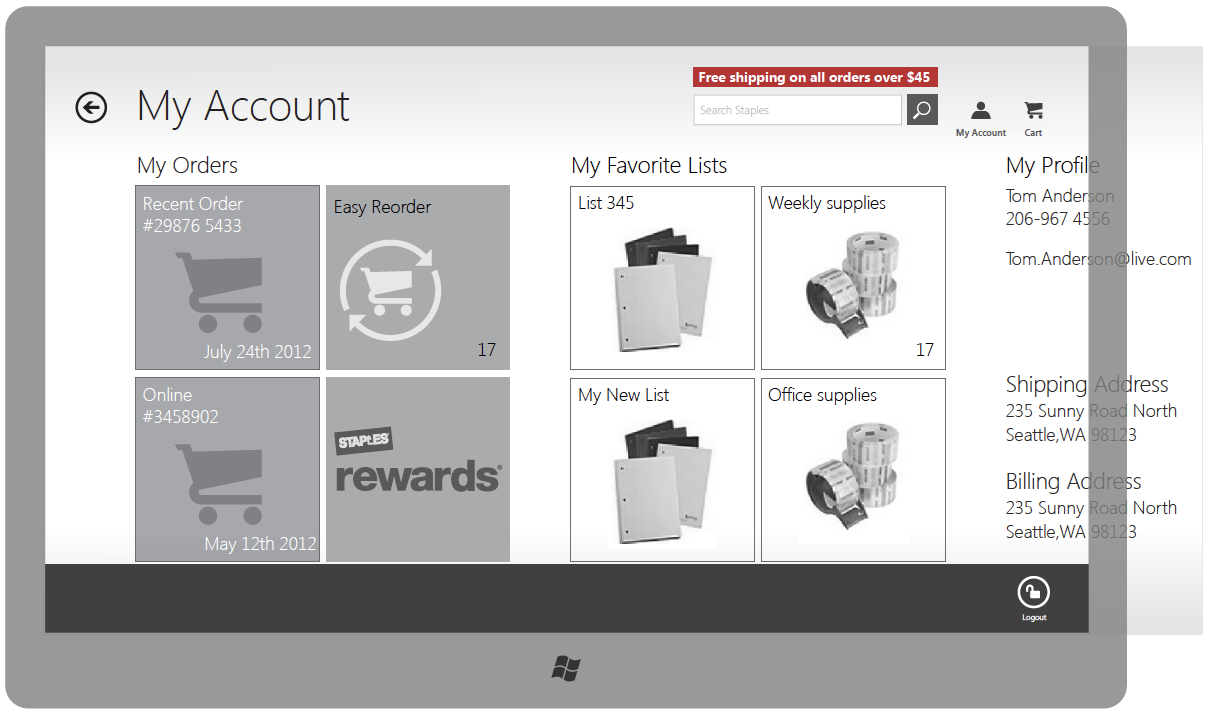 Free shipping on all orders over $45
My Account
Search Staples
My Account
Cart
My Orders
Recent Order
#29876 5433
July 24th 2012
Easy Reorder
17
Online
#3458902
May 12th 2012
STAPLES
rewards
My Favorite Lists
List 345
Weekly supplies
17
My New List
Office supplies
My Profile
Tom Anderson
206-967 4556
Tom.Anderson@live.com
Shipping Address
235 Sunny Road North
Seattle,WA 98123
Billing Address
235 Sunny Road North
Seattle,WA 98123
Logout